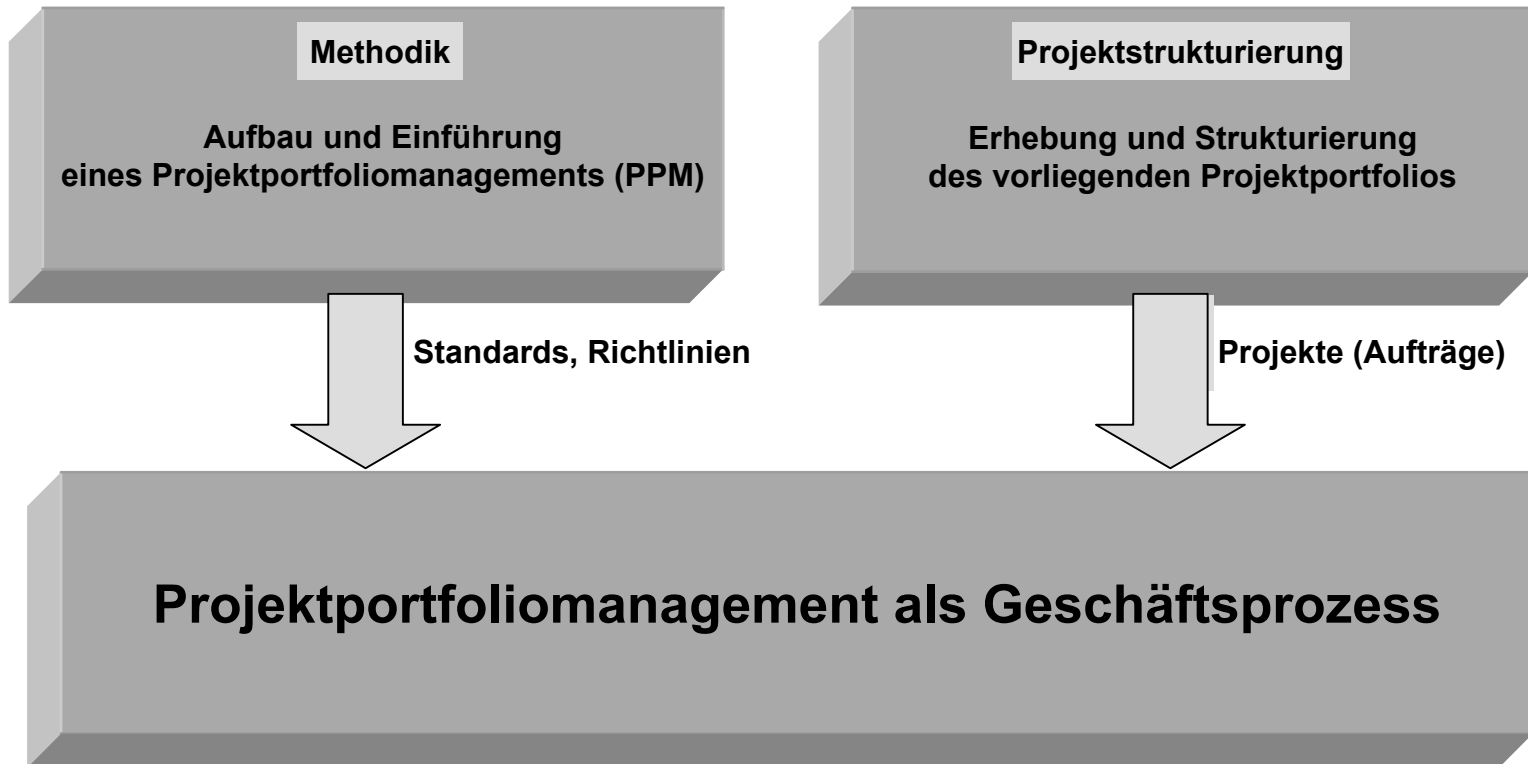 Methodik
Aufbau und Einführung
eines Projektportfoliomanagements (PPM)
Projektstrukturierung
Erhebung und Strukturierung
des vorliegenden Projektportfolios
Standards, Richtlinien
Projekte (Aufträge)
Projektportfoliomanagement als Geschäftsprozess